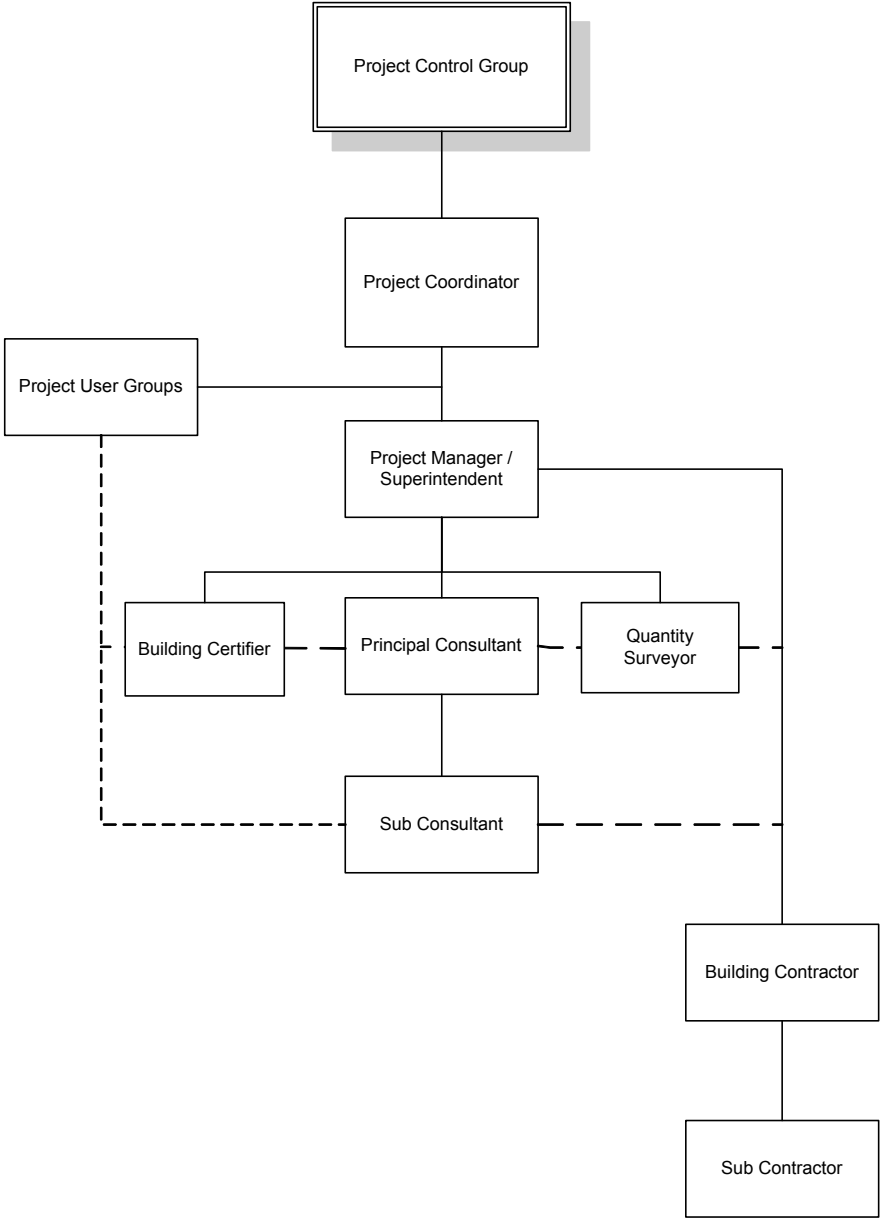 Project Control Group
Project Coordinator
Project User Groups
Project Manager /
Superintendent
Building Certifier
Principal Consultant
Quantity
Surveyor
Sub Consultant
Building Contractor
Sub Contractor